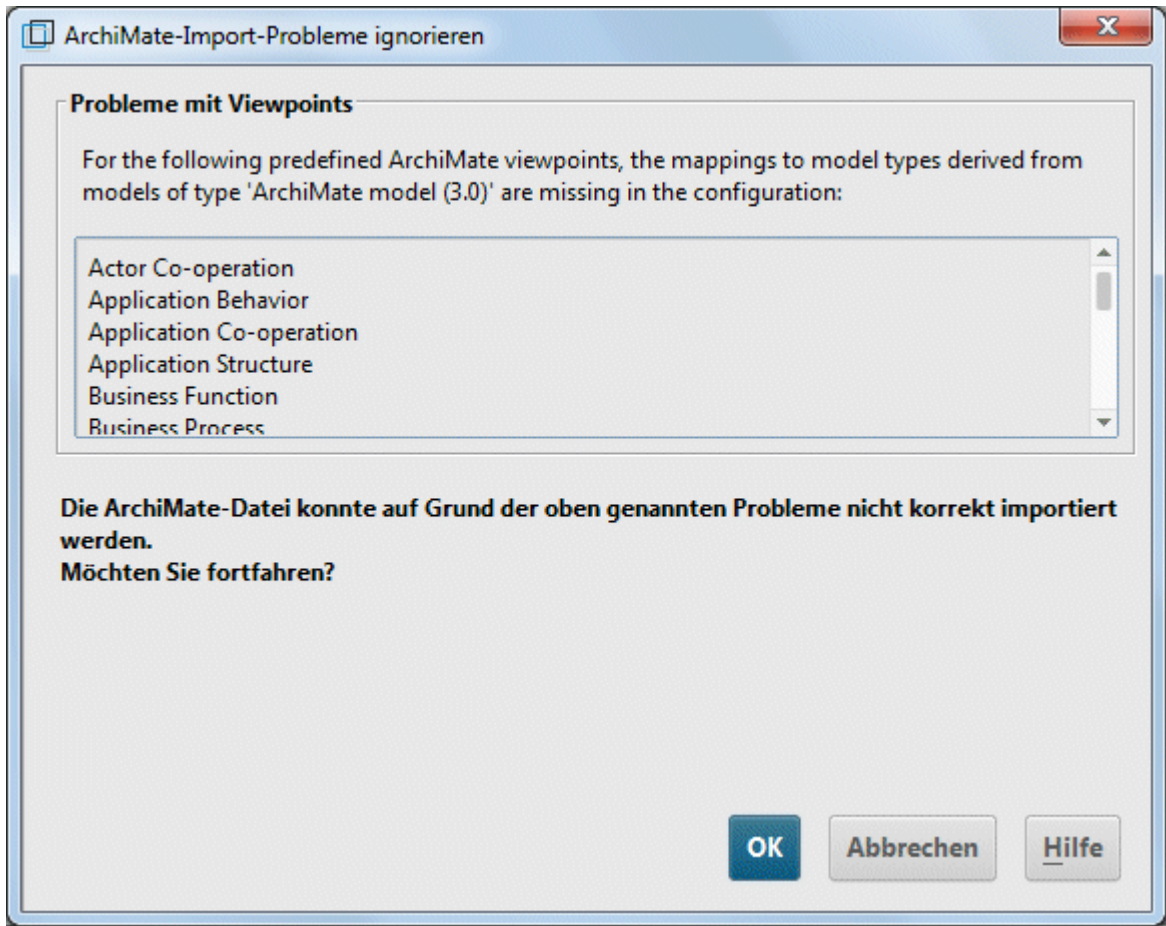 ArchiMate-Import-Probleme ignorieren
Probleme mit Viewpoints
For the following predefined ArchiMate viewpoints, the mappings to model types derived from
models of type 'ArchiMate model (3.0)' are missing in the configuration:
Actor Co-operation
Application Behavior
Application Co-operation
Application Structure
Business Function
Business Process
Die ArchiMate-Datei konnte auf Grund der oben genannten Probleme nicht korrekt importiert
werden.
Möchten Sie fortfahren?
OK Abbrechen Hilfe